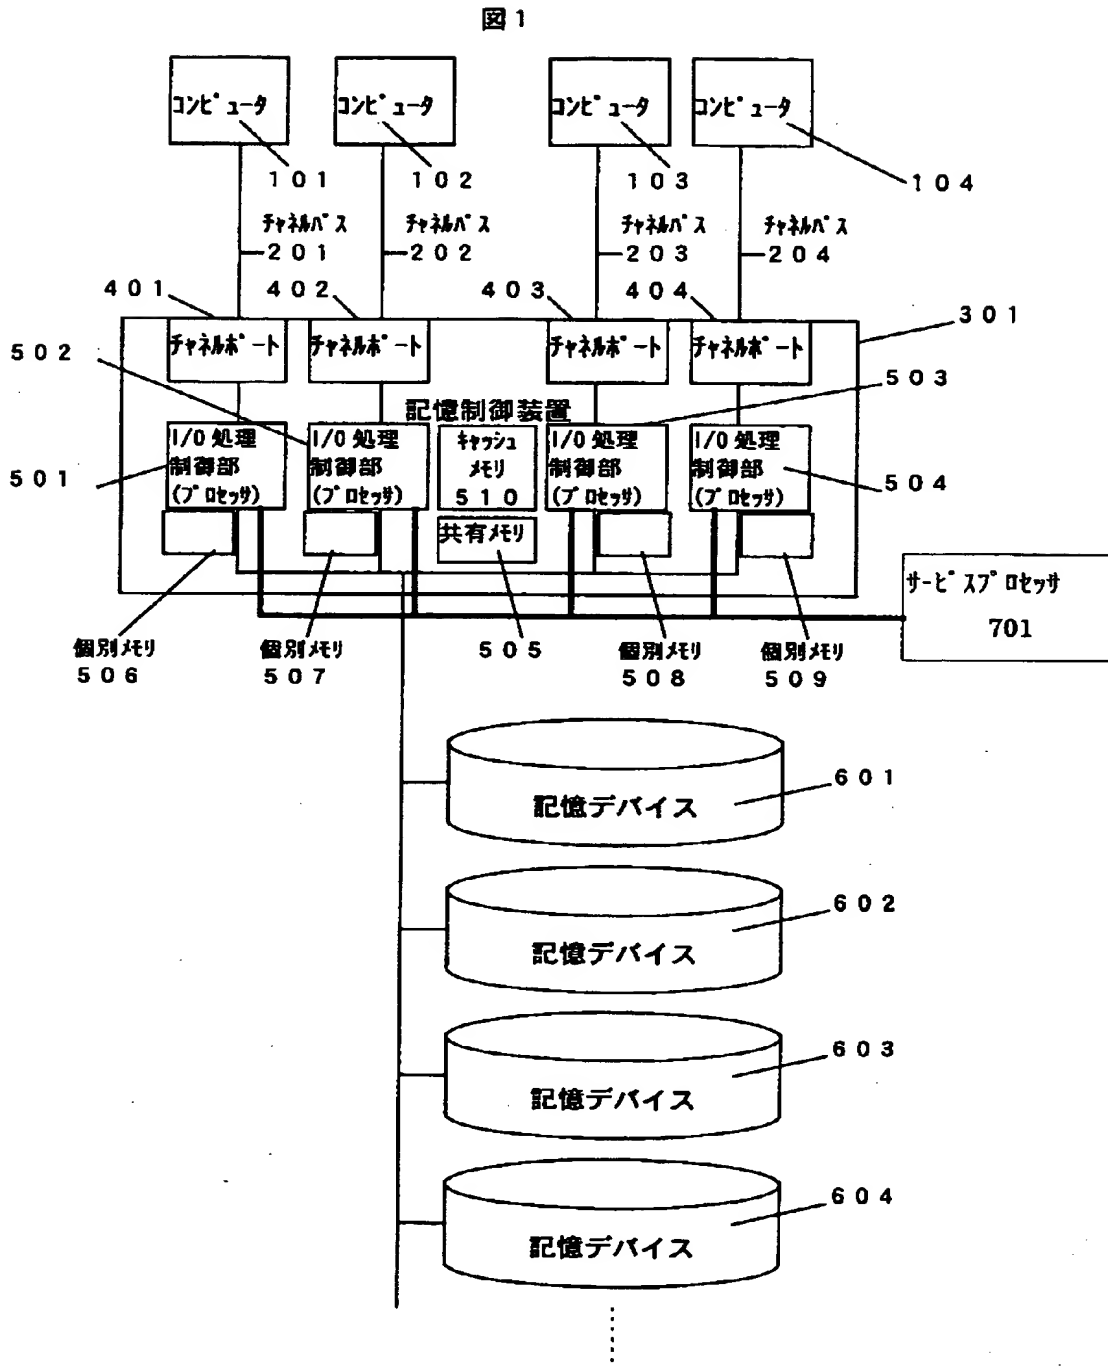 図1
コンピュータ
コンピュータ
コンピュータ
コンピュータ
101
102
103
104
チャネルパス
チャネルパス
チャネルパス
チャネルパス
201
202
203
204
401
402
403
404
301
チャネルポート
チャネルポート
チャネルポート
チャネルポート
502
503
記憶制御装置
I/O 処理
制御部
(プロセッサ)
I/O 処理
制御部
(プロセッサ)
キャッシュ
メモリ
510
I/O 処理
制御部
(プロセッサ)
I/O 処理
制御部
(プロセッサ)
501
504
共有メモリ
サービスプロセッサ
701
個別メモリ
506
個別メモリ
507
505
個別メモリ
508
個別メモリ
509
601
記憶デバイス
602
記憶デバイス
603
記憶デバイス
604
記憶デバイス